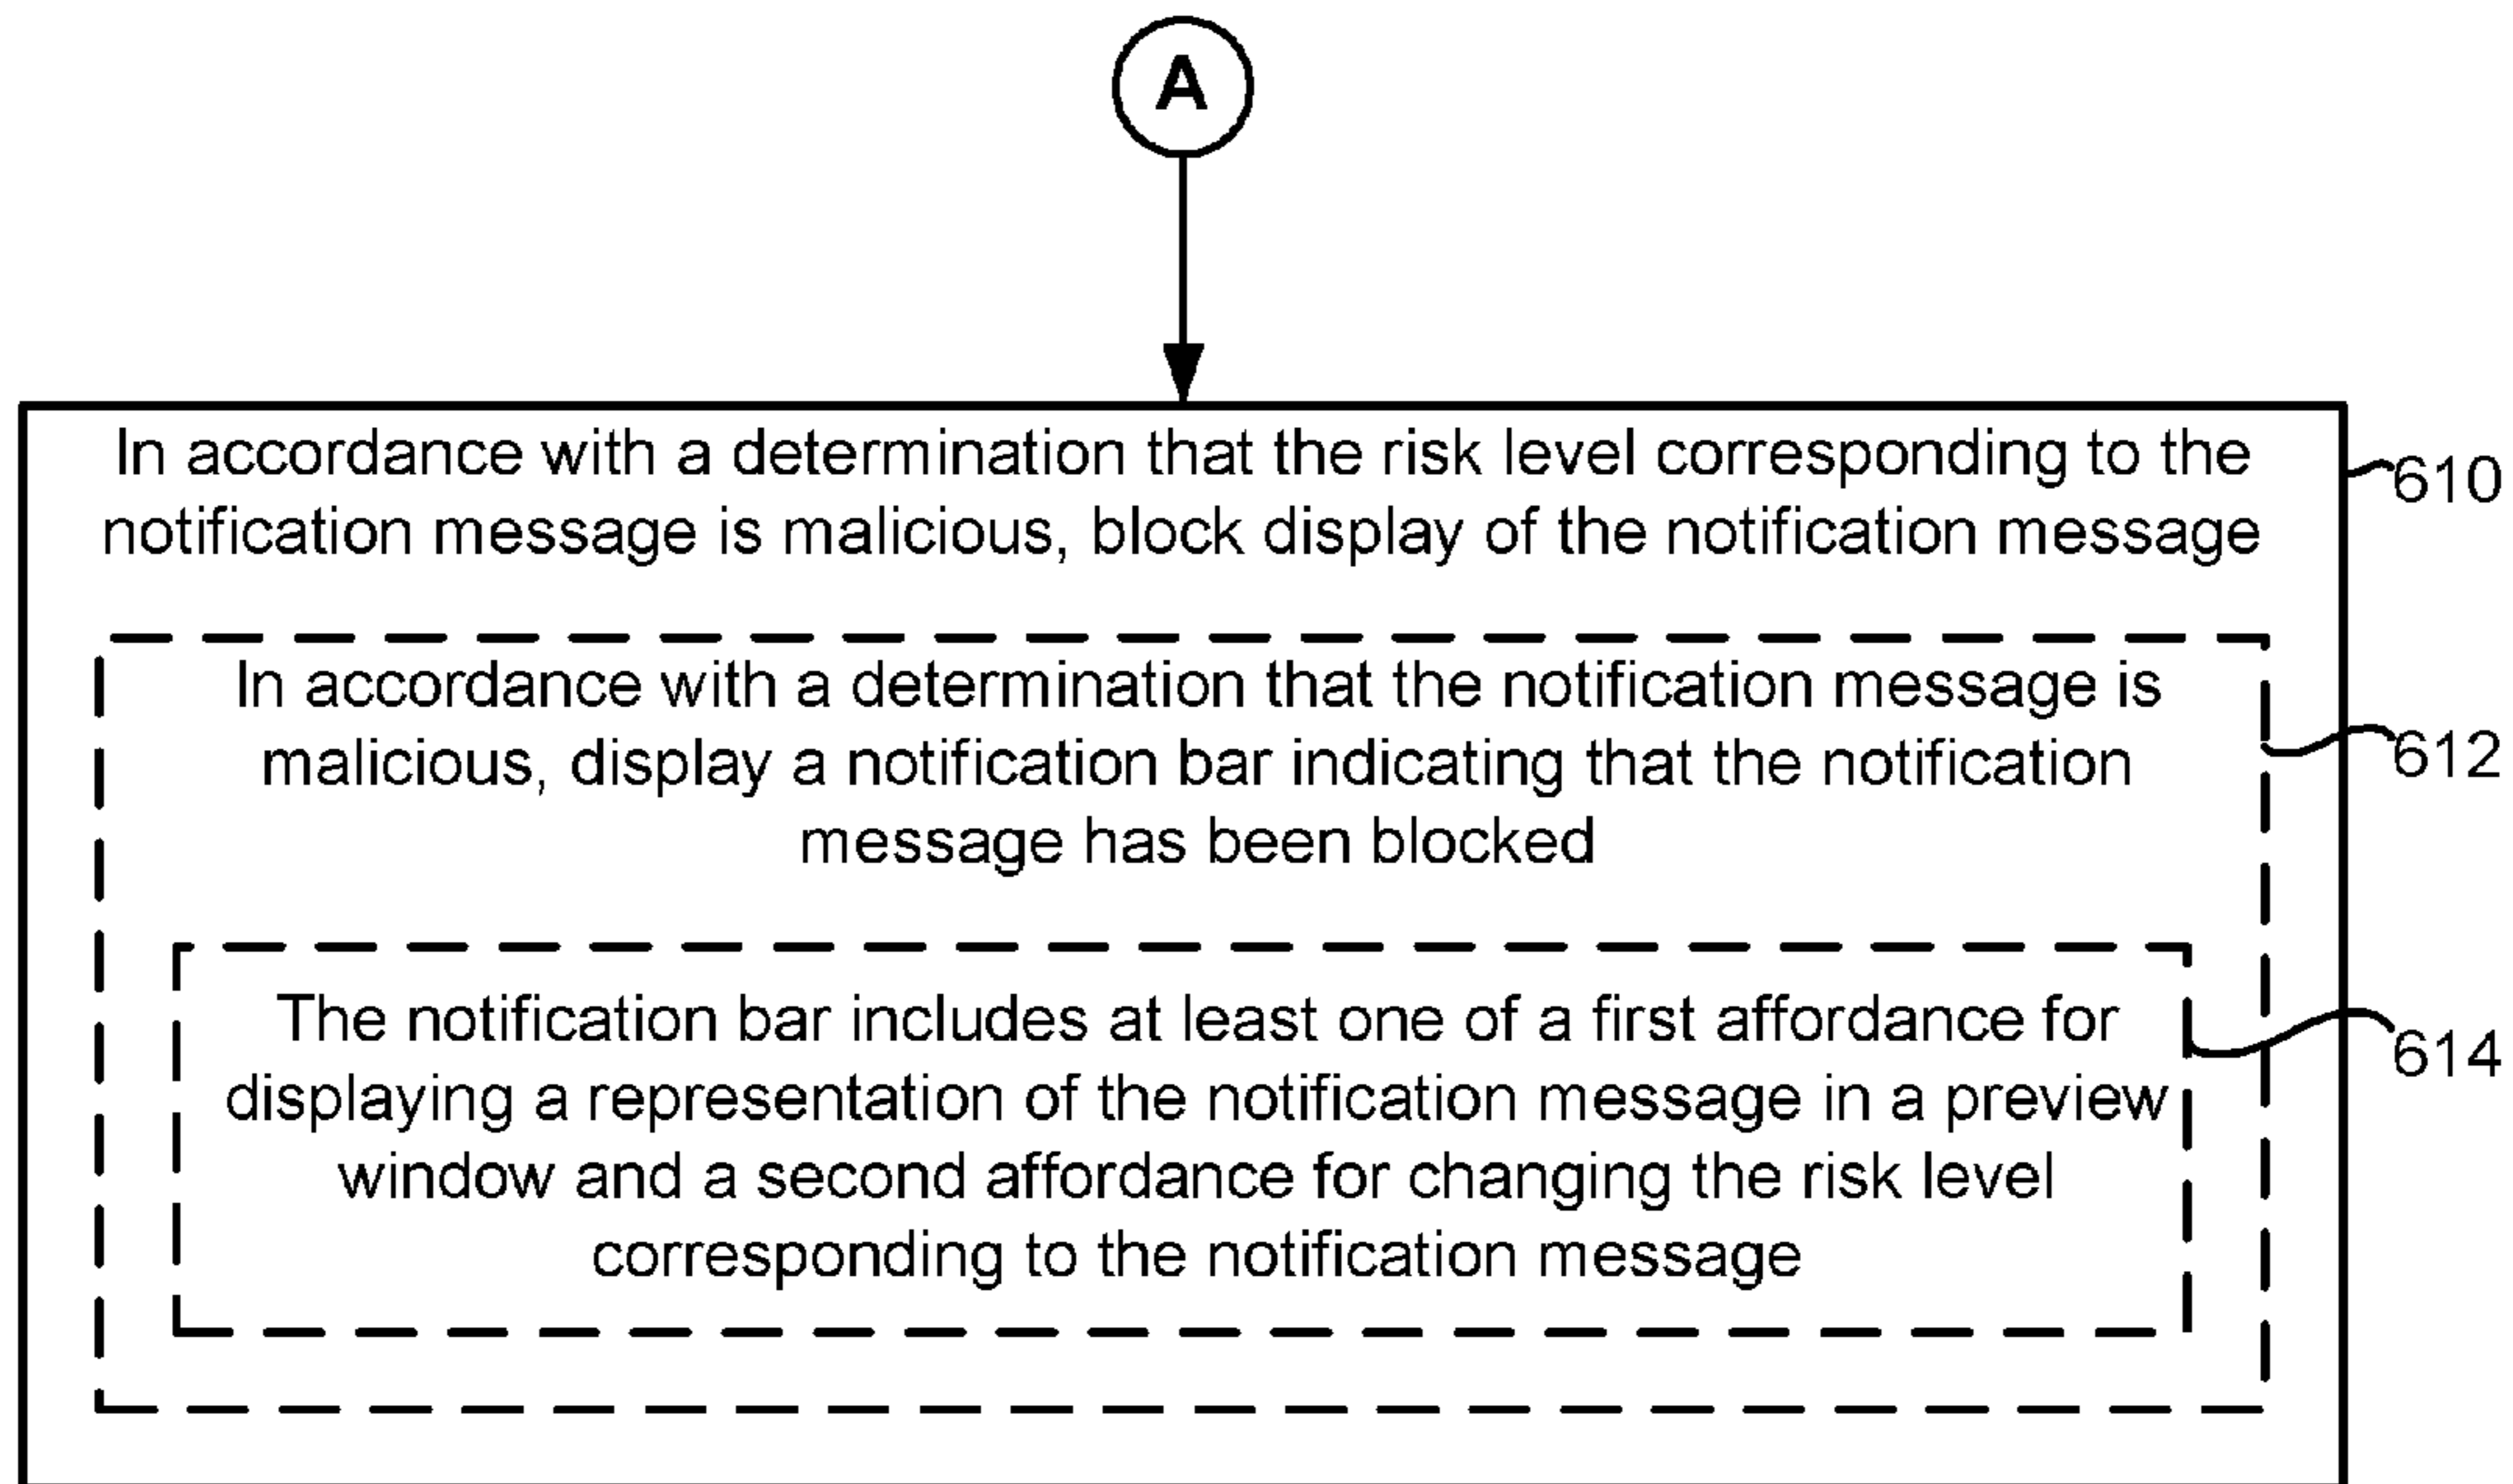 A
In accordance with a determination that the risk level corresponding to the
notification message is malicious, block display of the notification message
610
In accordance with a determination that the notification message is
malicious, display a notification bar indicating that the notification
message has been blocked
612
The notification bar includes at least one of a first affordance for
displaying a representation of the notification message in a preview
window and a second affordance for changing the risk level
corresponding to the notification message
614